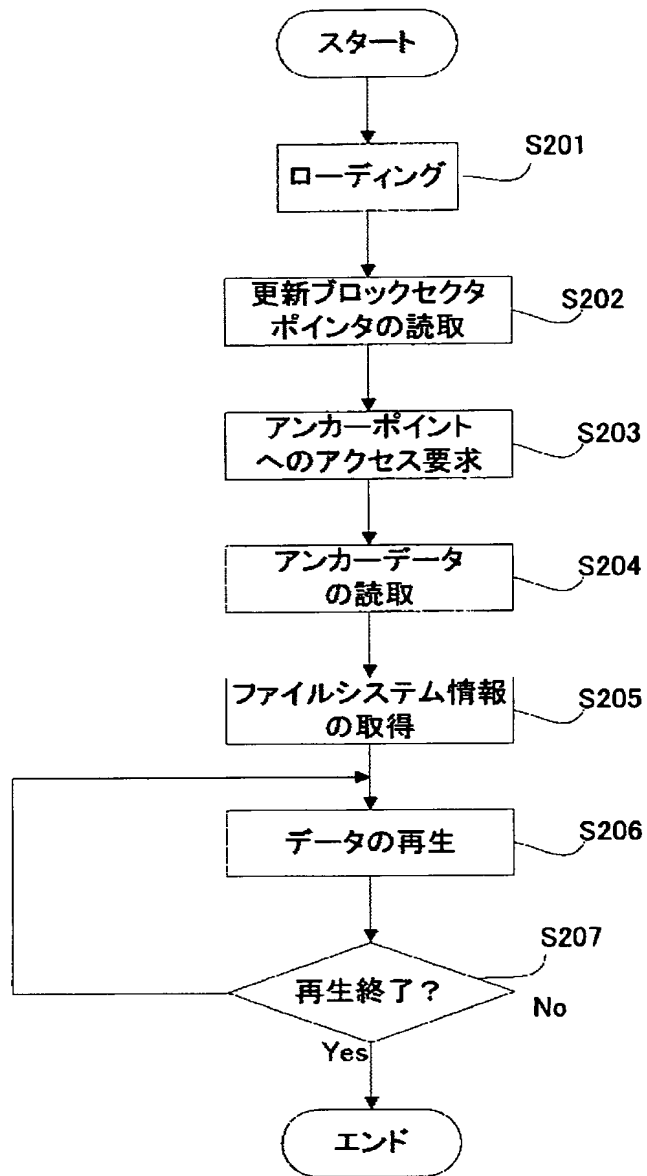 スタート
ローディング
S201
更新ブロックセクタ
ポインタの読取
S202
アンカーポイント
へのアクセス要求
S203
アンカーデータ
の読取
S204
ファイルシステム情報
の取得
S205
データの再生
S206
再生終了?
S207
No
Yes
エンド